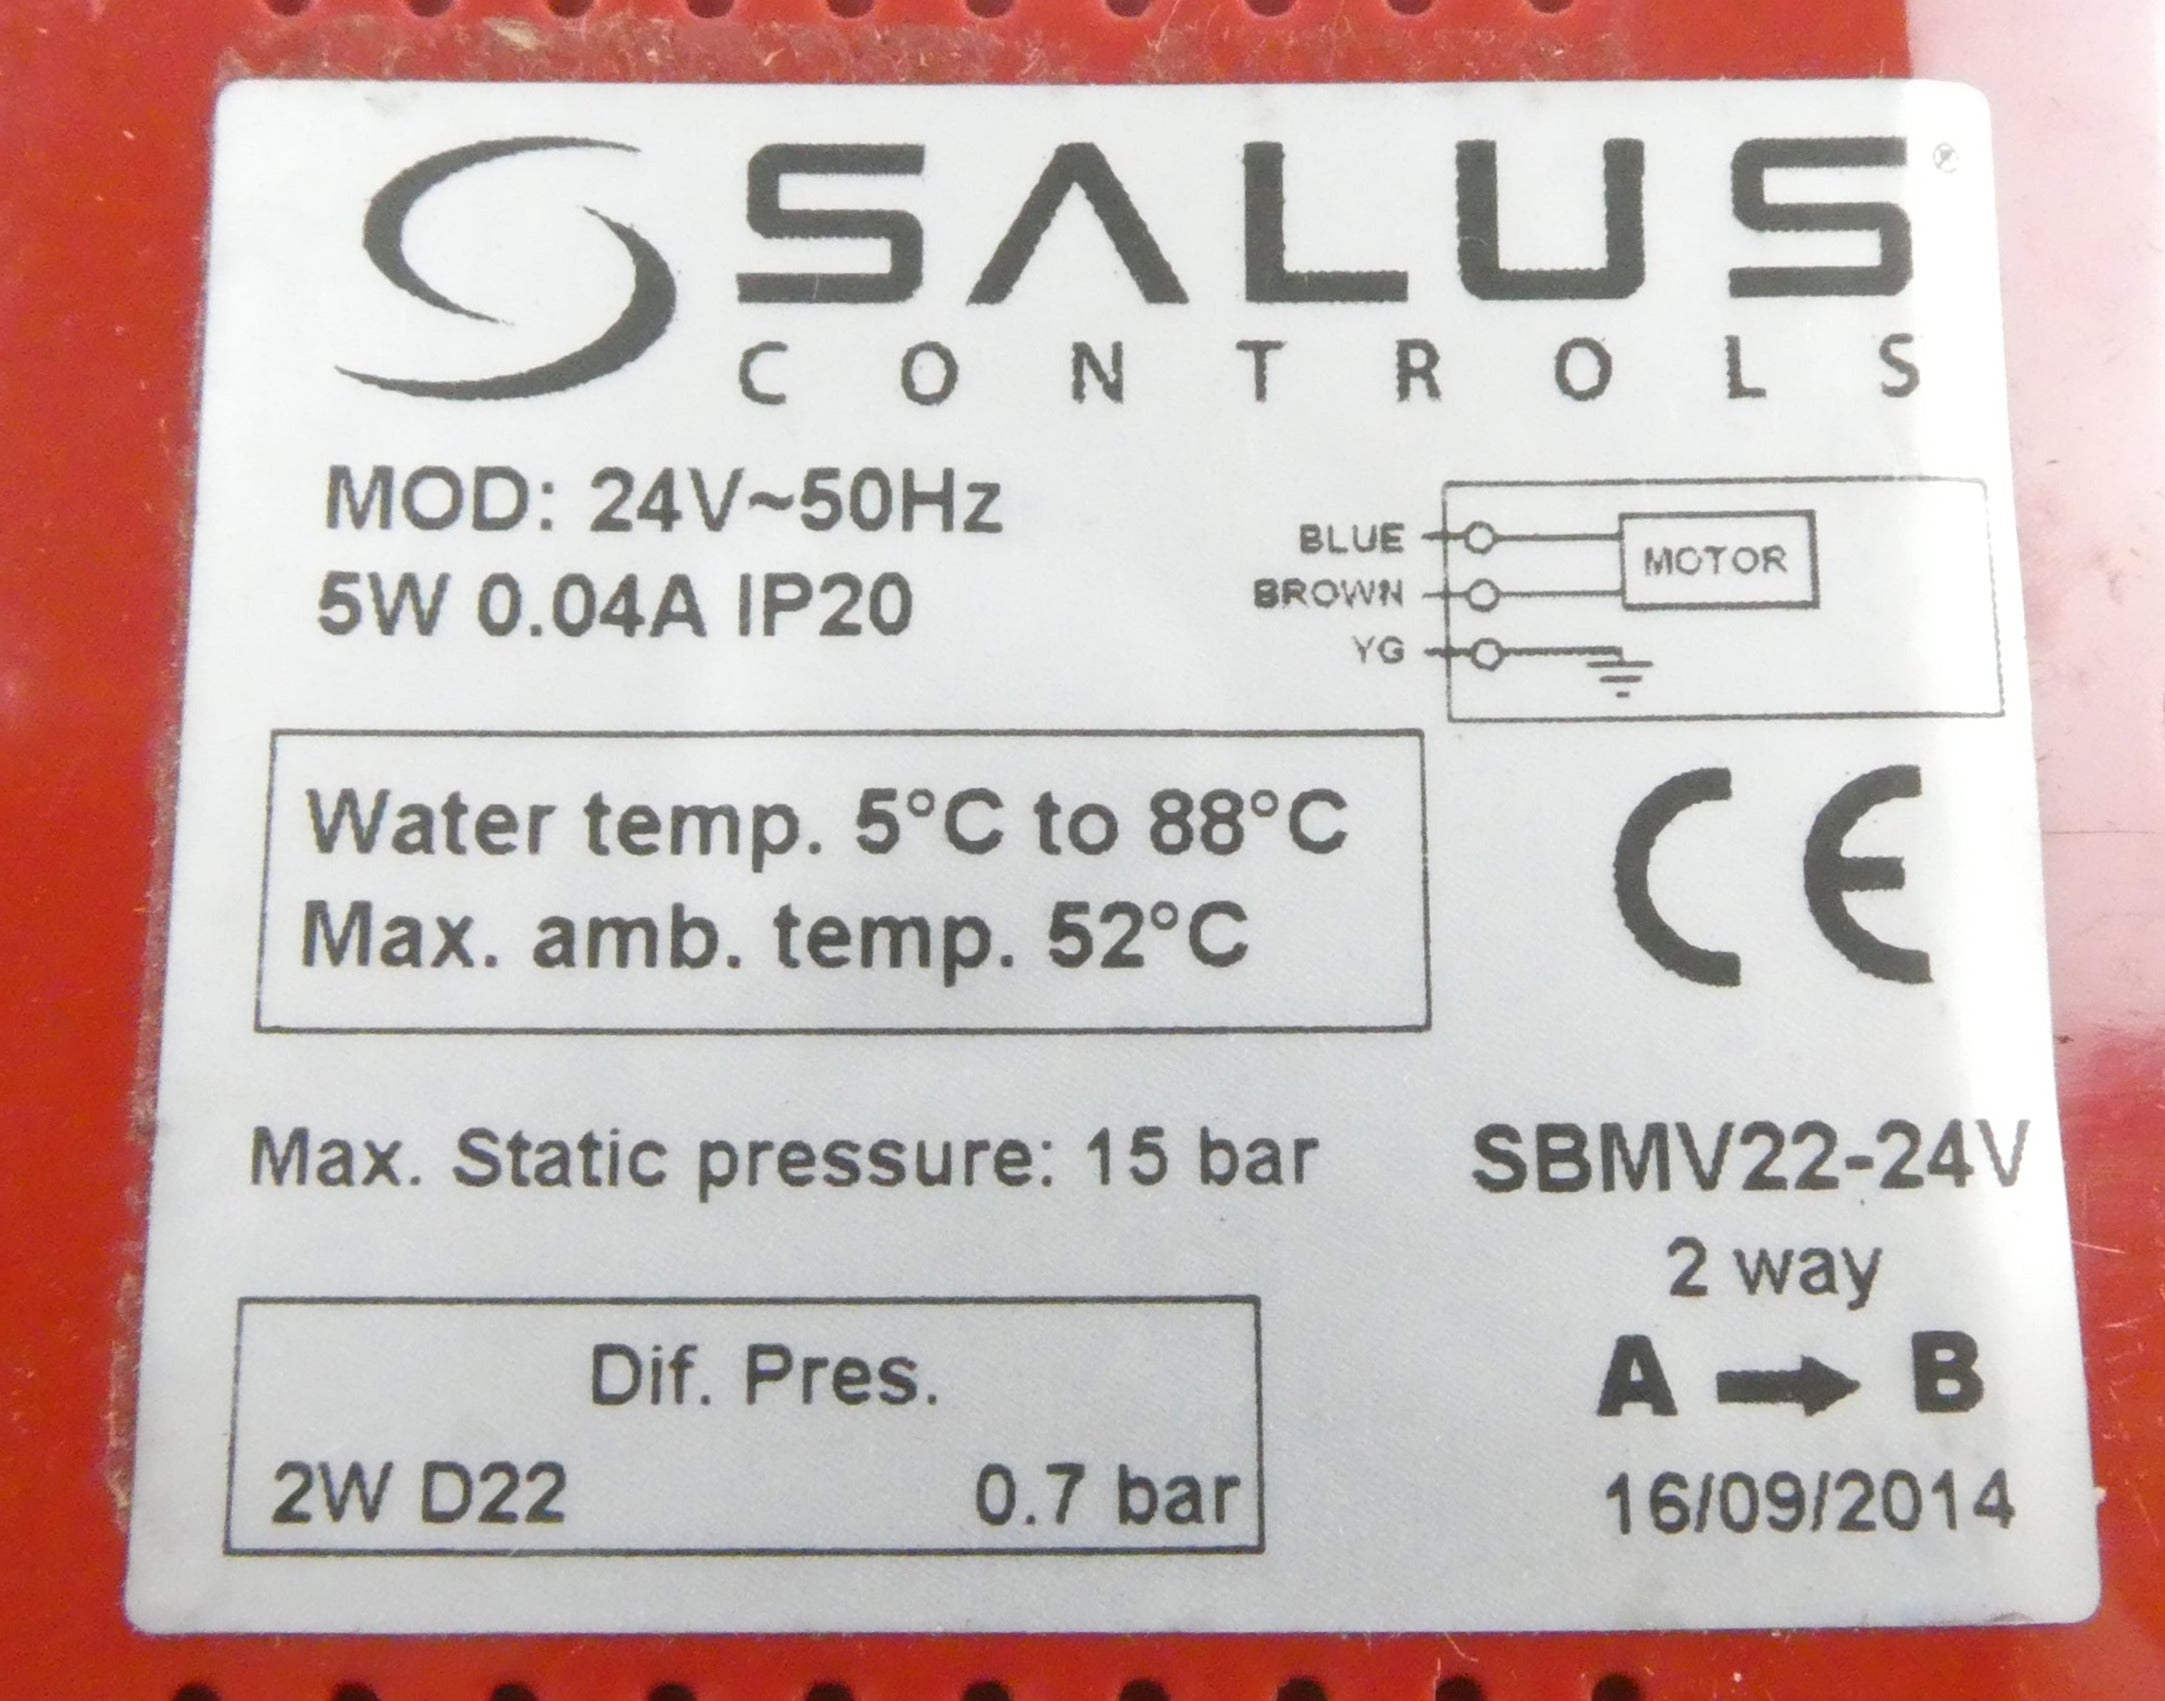 SALUS
CONTROLS
MOD: 24V~50Hz
5W 0.04A IP20
BLUE
BROWN
YG
MOTOR
Water temp. 5°C to 88°C
Max. amb. temp. 52°C
CE
Max. Static pressure: 15 bar
SBMV22-24V
2 way
A → B
16/09/2014
Dif. Pres.
2W D22 0.7 bar